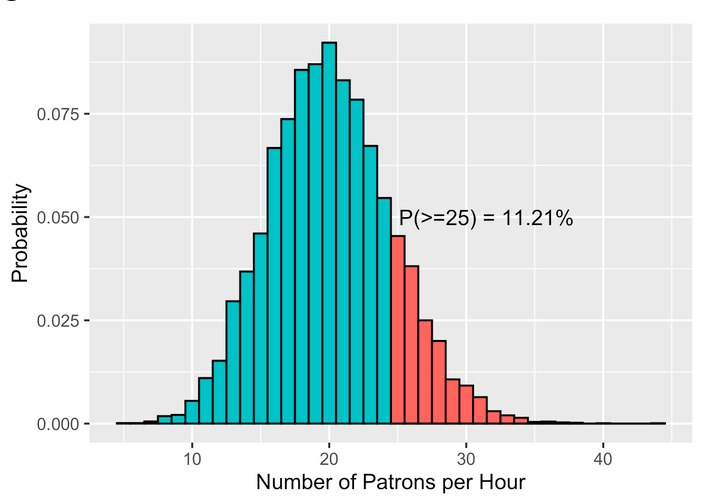 0.075
P(>=25) = 11.21%
0.050
Probability
0.025
0.000
10 20 30 40
Number of Patrons per Hour